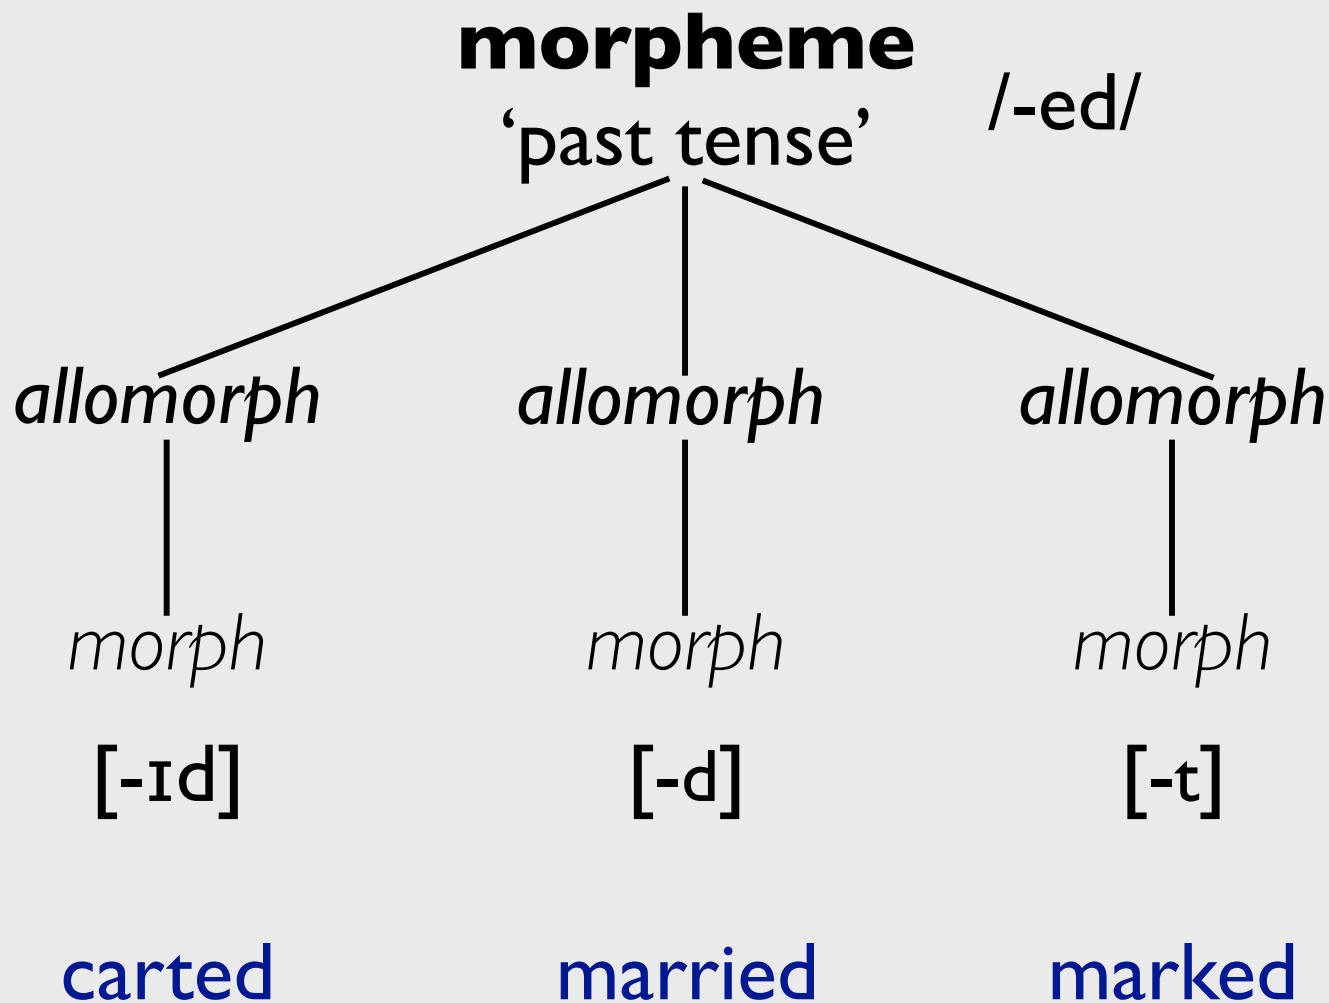 morpheme
‘past tense’ /-ed/
allomorph allomorph allomorph
morph morph morph
[-ɪd] [-d] [-t]
carted married marked